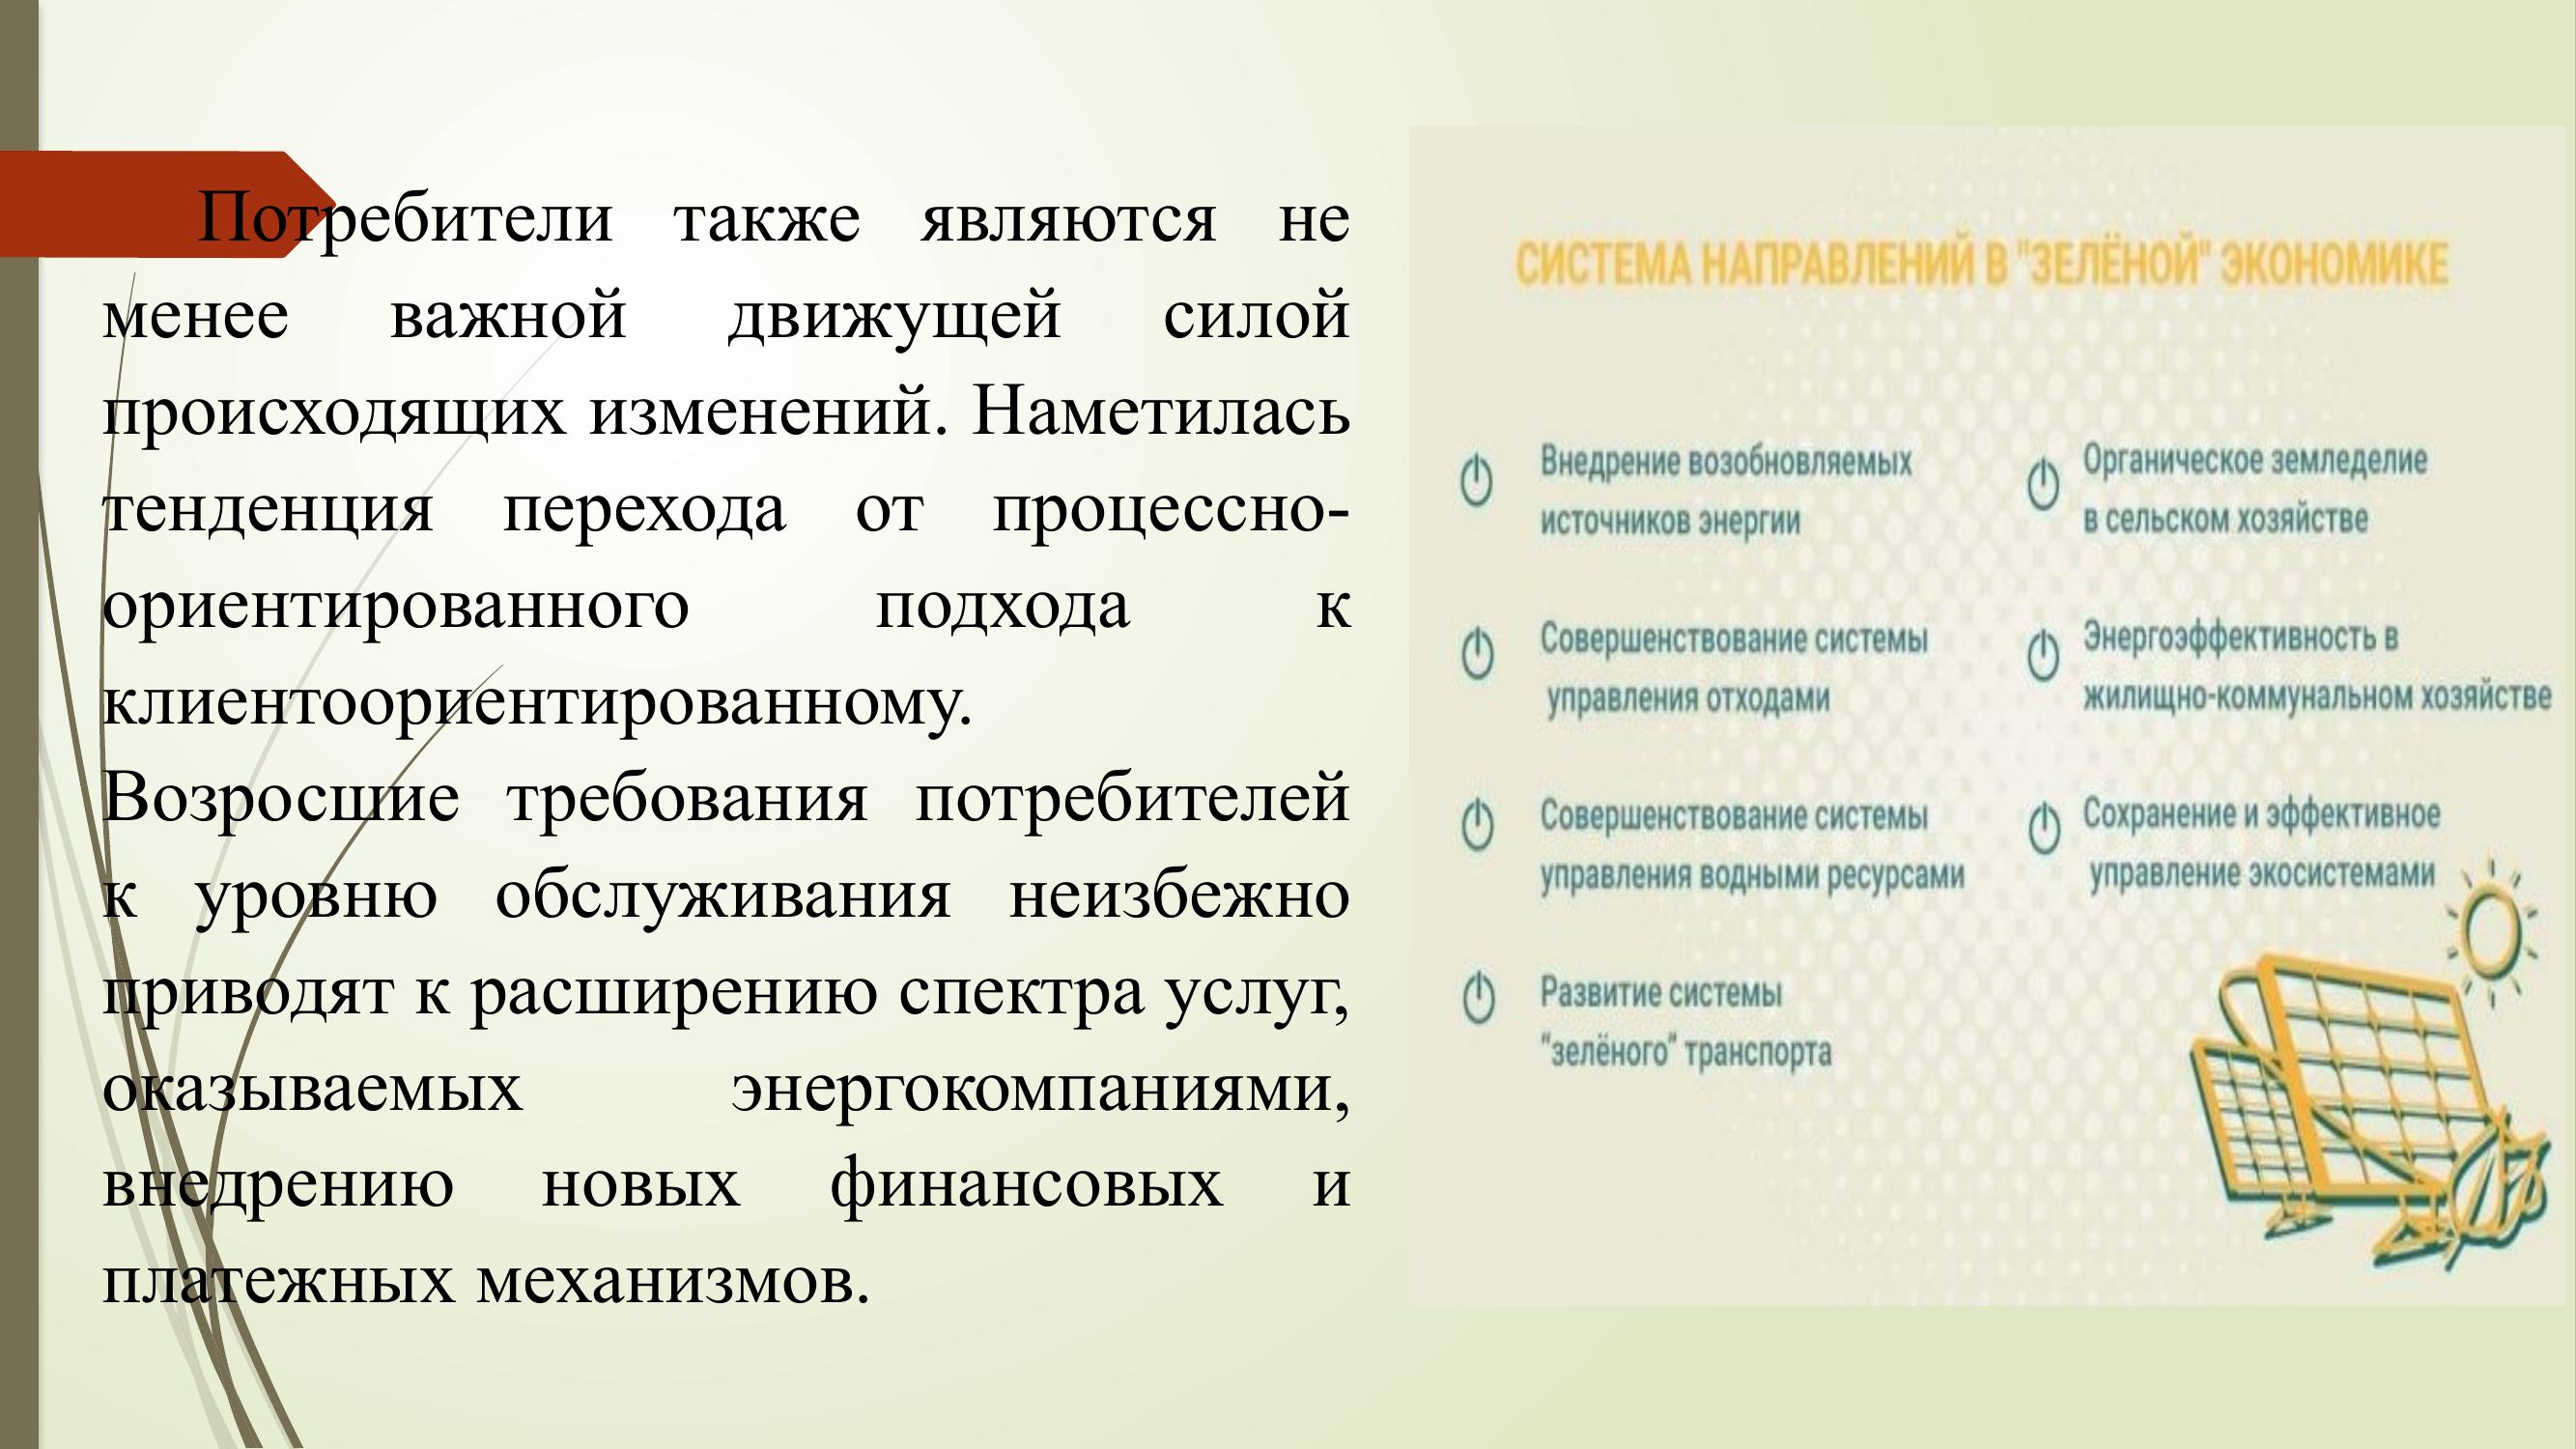 Потребители также являются не
менее важной движущей силой
происходящих изменений. Наметилась
тенденция перехода от процессно-
ориентированного подхода к
клиентоориентированному.
Возросшие требования потребителей
к уровню обслуживания неизбежно
приводят к расширению спектра услуг,
оказываемых энергокомпаниями,
внедрению новых финансовых и
платежных механизмов.
СИСТЕМА НАПРАВЛЕНИЙ В "ЗЕЛЁНОЙ" ЭКОНОМИКЕ
Внедрение возобновляемых
источников энергии
Совершенствование системы
управления отходами
Совершенствование системы
управления водными ресурсами
Развитие системы
"зелёного" транспорта
Органическое земледелие
в сельском хозяйстве
Энергоэффективность в
жилищно-коммунальном хозяйстве
Сохранение и эффективное
управление экосистемами